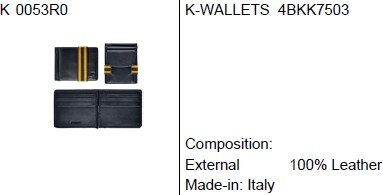 K 0053R0
K-WALLETS 4BKK7503
Composition:
External 100% Leather
Made-in: Italy